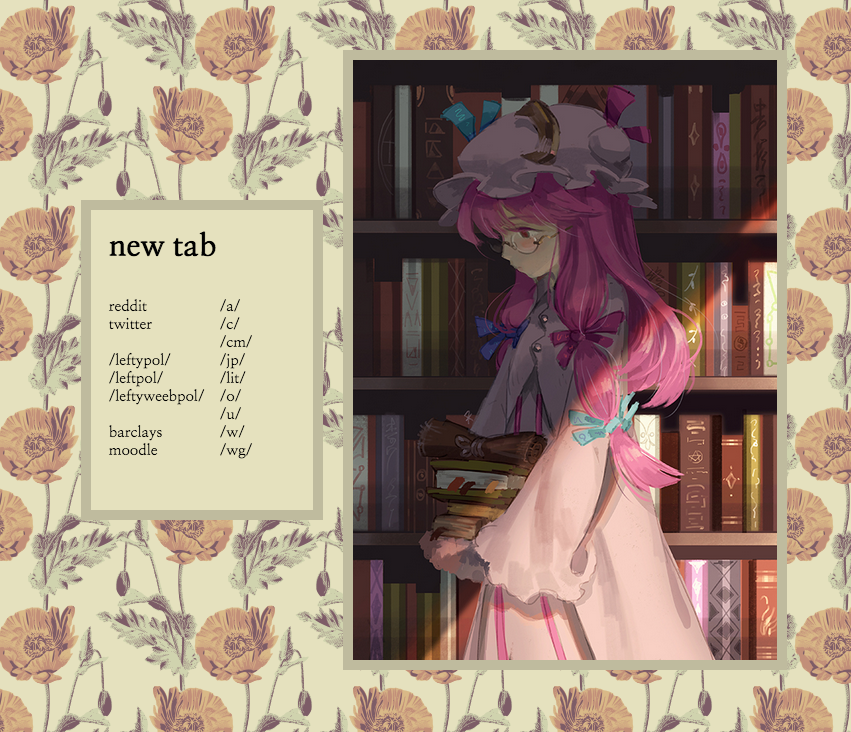 new tab
reddit
twitter
/leftypol/
/leftpol/
/leftyweebpol/
barclays
moodle
/a/
/c/
/cm/
/jp/
/lit/
/o/
/u/
/w/
/wg/